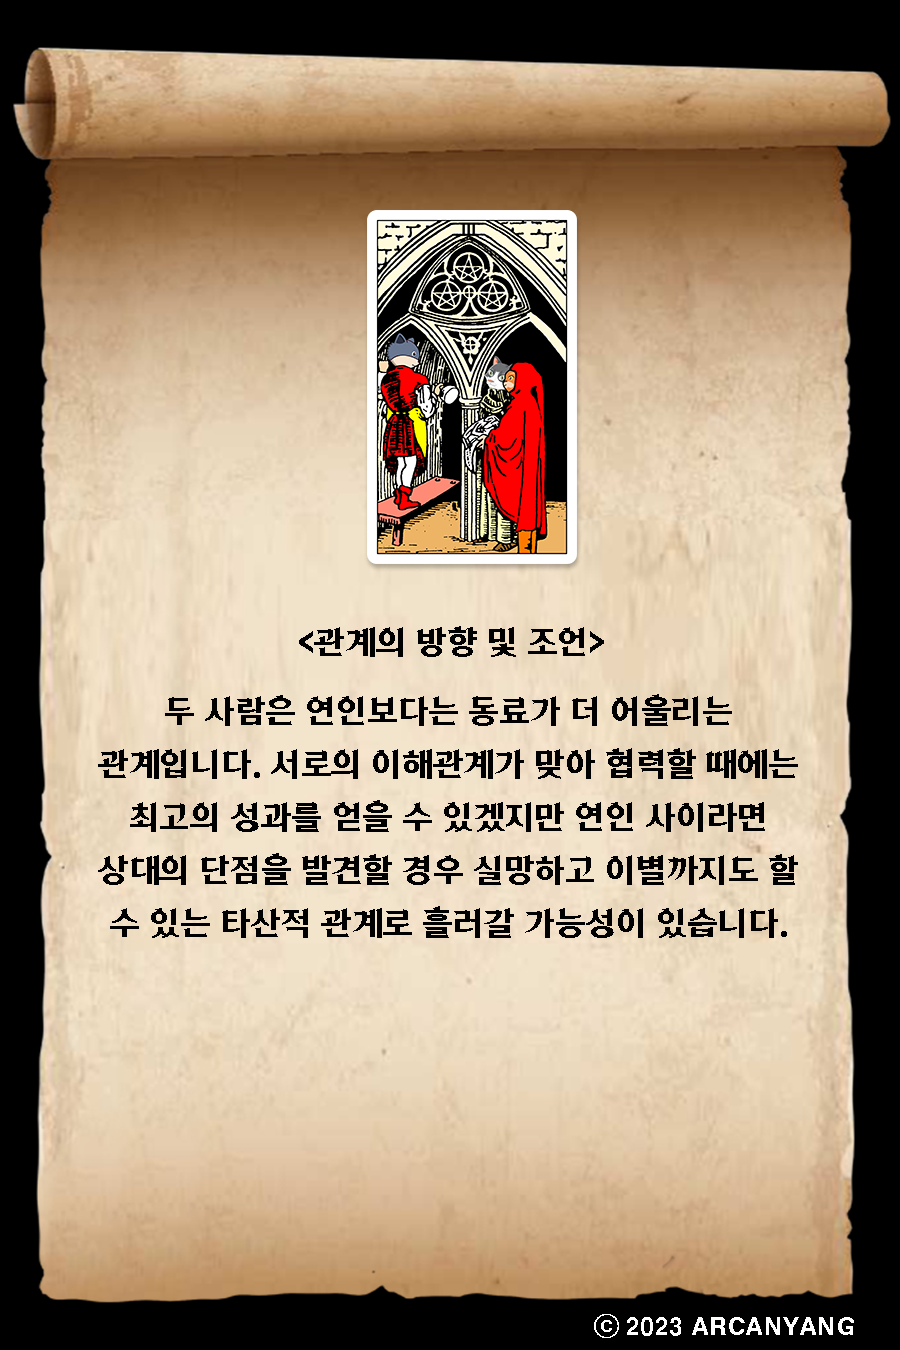 <관계의 방향 및 조언>
두 사람은 연인보다는 동료가 더 어울리는
관계입니다. 서로의 이해관계가 맞아 협력할 때에는
최고의 성과를 얻을 수 있겠지만 연인 사이라면
상대의 단점을 발견할 경우 실망하고 이별까지도 할
수 있는 타산적 관계로 흘러갈 가능성이 있습니다.
ⓒ 2023 ARCANYANG